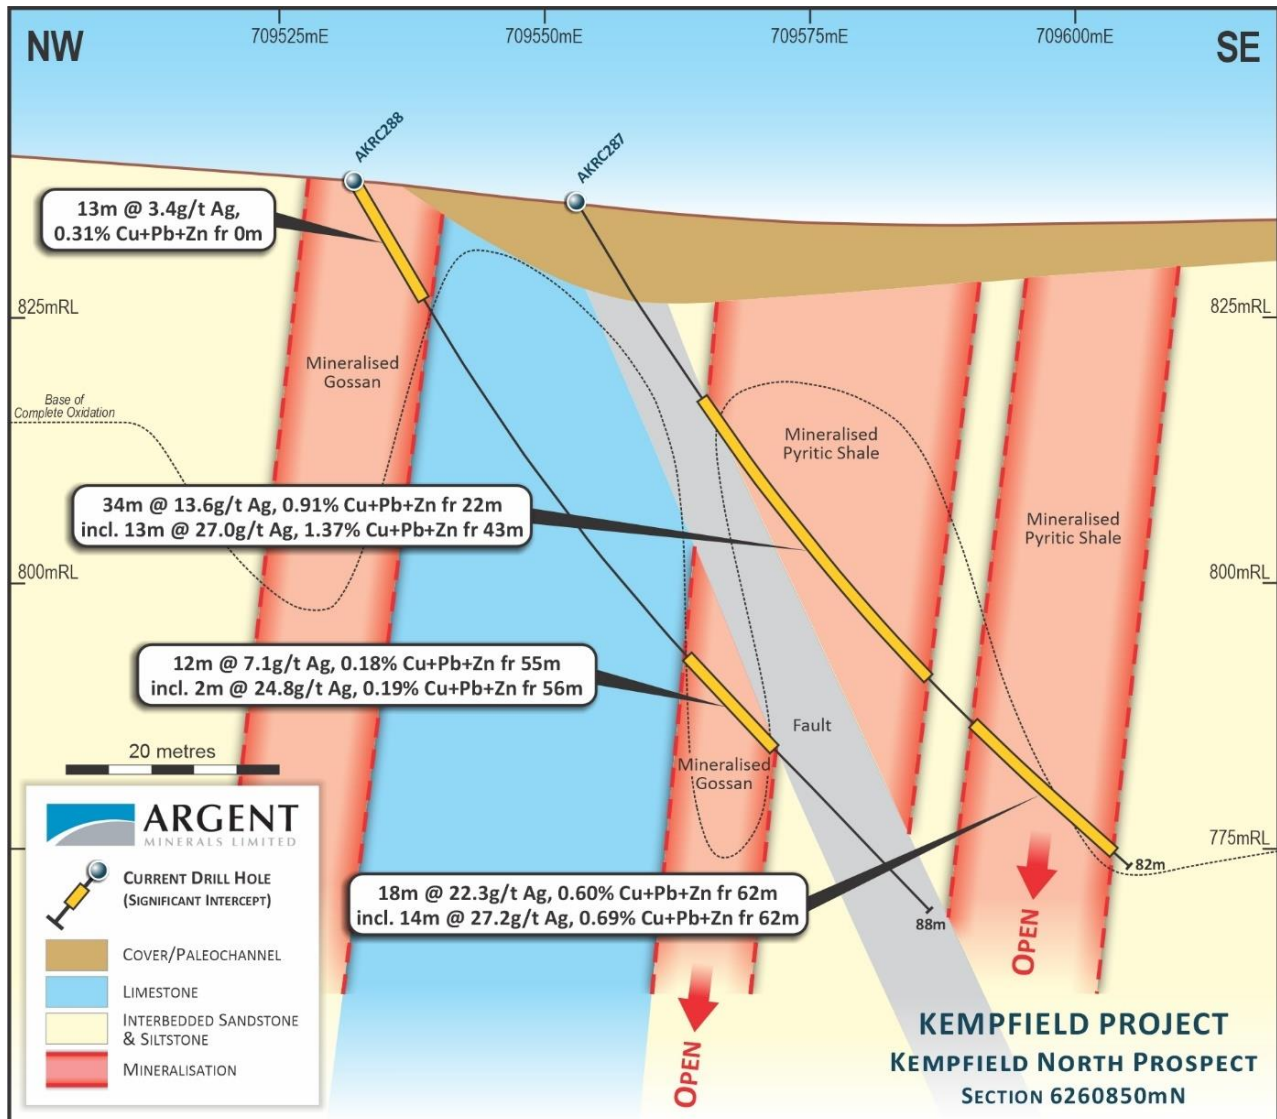 NW
709525mE
709550mE
709575mE
709600mE
SE
AKRC288
AKRC287
13m @ 3.4g/t Ag,
0.31% Cu+Pb+Zn fr 0m
825mRL
825mRL
Mineralised
Gossan
Base of
Complete Oxidation
Mineralised
Pyritic Shale
34m @ 13.6g/t Ag, 0.91% Cu+Pb+Zn fr 22m
incl. 13m @ 27.0g/t Ag, 1.37% Cu+Pb+Zn fr 43m
Mineralised
Pyritic Shale
800mRL
800mRL
12m @ 7.1g/t Ag, 0.18% Cu+Pb+Zn fr 55m
incl. 2m @ 24.8g/t Ag, 0.19% Cu+Pb+Zn fr 56m
Fault
Mineralised
Gossan
20 metres
775mRL
82m
18m @ 22.3g/t Ag, 0.60% Cu+Pb+Zn fr 62m
incl. 14m @ 27.2g/t Ag, 0.69% Cu+Pb+Zn fr 62m
88m
OPEN
OPEN
ARGENT
MINERALS LIMITED
CURRENT DRILL HOLE
(SIGNIFICANT INTERCEPT)
COVER/PALEOCHANNEL
LIMESTONE
INTERBEDDED SANDSTONE
& SILTSTONE
MINERALISATION
KEMPFIELD PROJECT
KEMPFIELD NORTH PROSPECT
SECTION 6260850mN